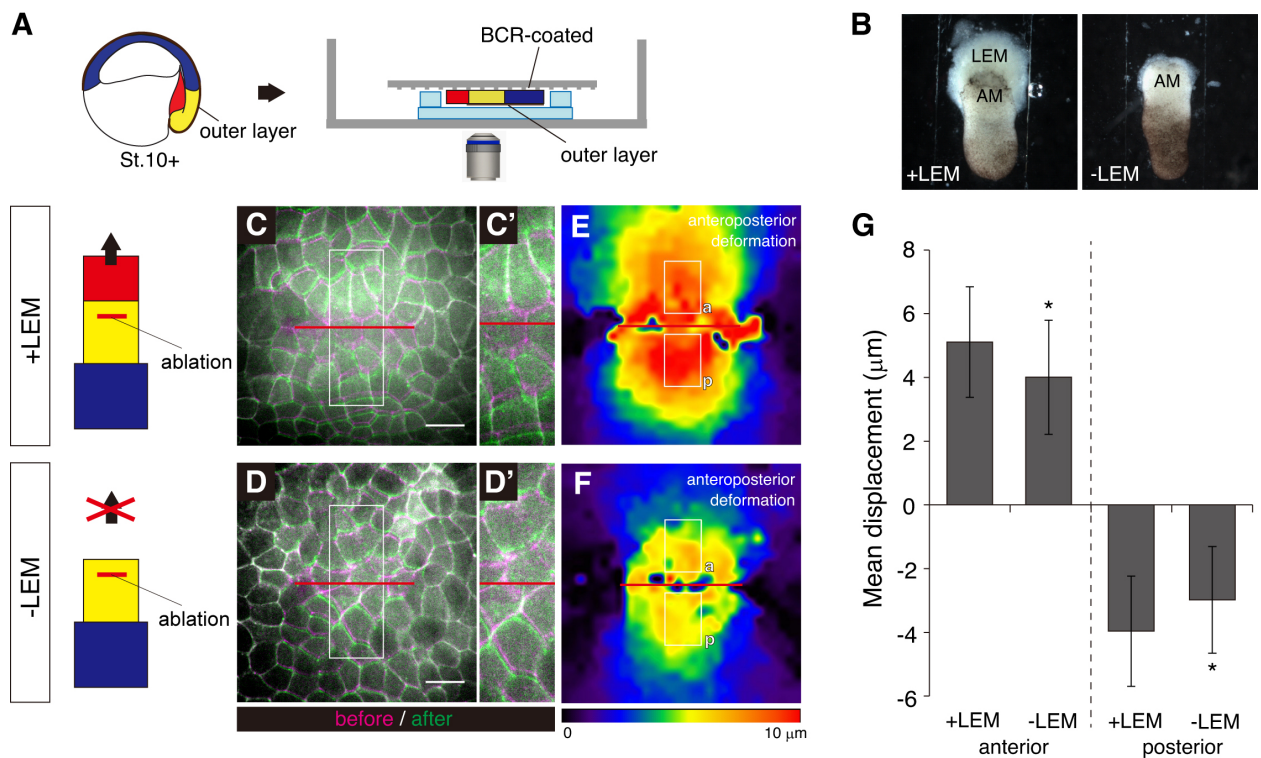 A
BCR-coated
outer layer
St.10+
outer layer
B
LEM
AM
+LEM
AM
-LEM
+LEM
ablation
C
C'
E
anteroposterior
deformation
a
p
-LEM
ablation
D
D'
F
anteroposterior
deformation
a
p
before / after
0
10 μm
G
Mean displacement (μm)
8
6
4
2
0
-2
-4
-6
*
*
+LEM
-LEM
+LEM
-LEM
anterior
posterior